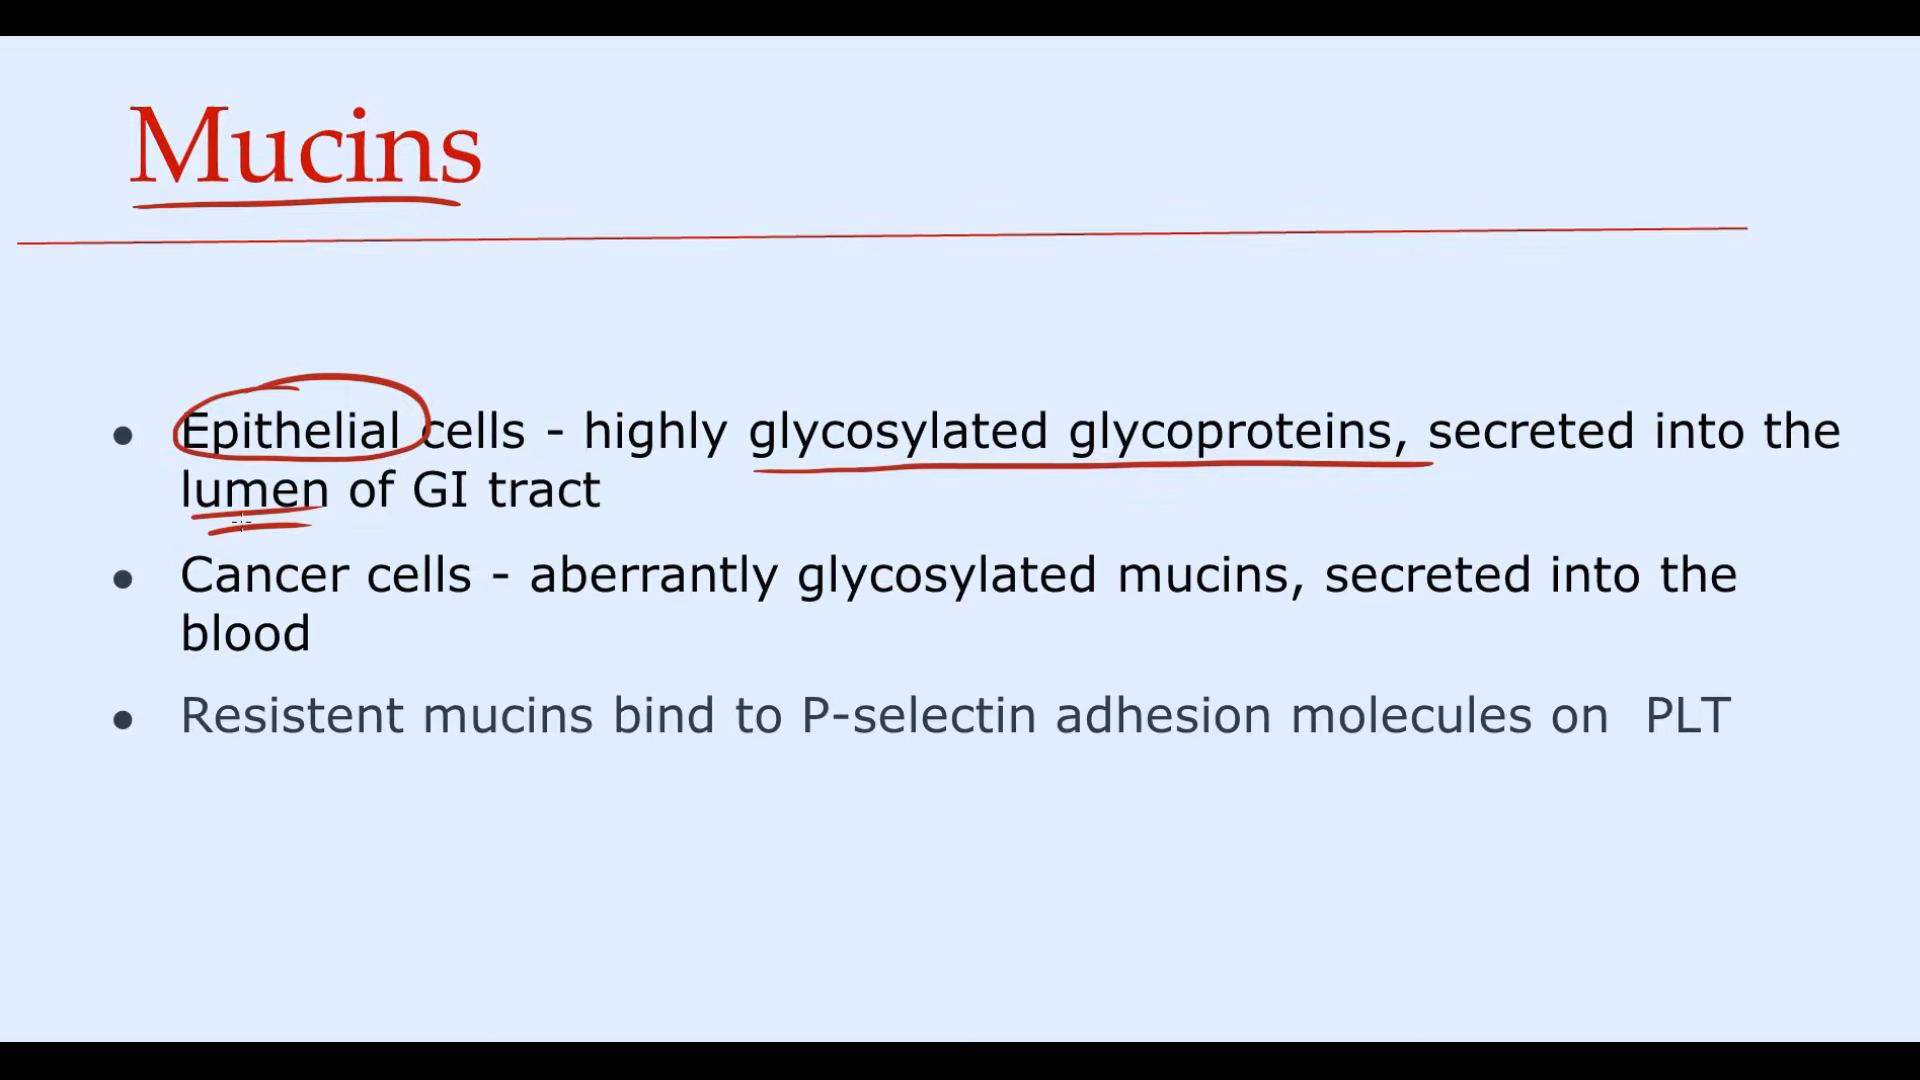 Mucins
● Epithelial cells - highly glycosylated glycoproteins, secreted into the
lumen of GI tract
● Cancer cells - aberrantly glycosylated mucins, secreted into the
blood
● Resistent mucins bind to P-selectin adhesion molecules on  PLT